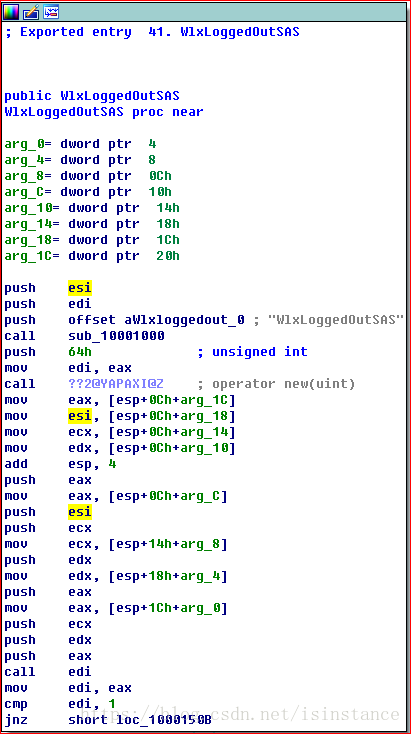 ; Exported entry  41. WlxLoggedOutSAS
public WlxLoggedOutSAS
WlxLoggedOutSAS proc near
arg_0= dword ptr  4
arg_4= dword ptr  8
arg_8= dword ptr  0Ch
arg_C= dword ptr  10h
arg_10= dword ptr  14h
arg_14= dword ptr  18h
arg_18= dword ptr  1Ch
arg_1C= dword ptr  20h
push    esi
push    edi
push    offset aWlxloggedout_0 ; "WlxLoggedOutSAS"
call    sub_10001000
push    64h             ; unsigned int
mov     edi, eax
call    ??2@YAPAXI@Z    ; operator new(uint)
mov     eax, [esp+0Ch+arg_1C]
mov     esi, [esp+0Ch+arg_18]
mov     ecx, [esp+0Ch+arg_14]
mov     edx, [esp+0Ch+arg_10]
add     esp, 4
push    eax
mov     eax, [esp+0Ch+arg_C]
push    esi
push    ecx
mov     ecx, [esp+14h+arg_8]
push    edx
mov     edx, [esp+18h+arg_4]
push    eax
mov     eax, [esp+1Ch+arg_0]
push    ecx
push    edx
push    eax
call    edi
mov     edi, eax
cmp     edi, 1
jnz     short loc_1000150B
https://blog.csdn.net/isinstance